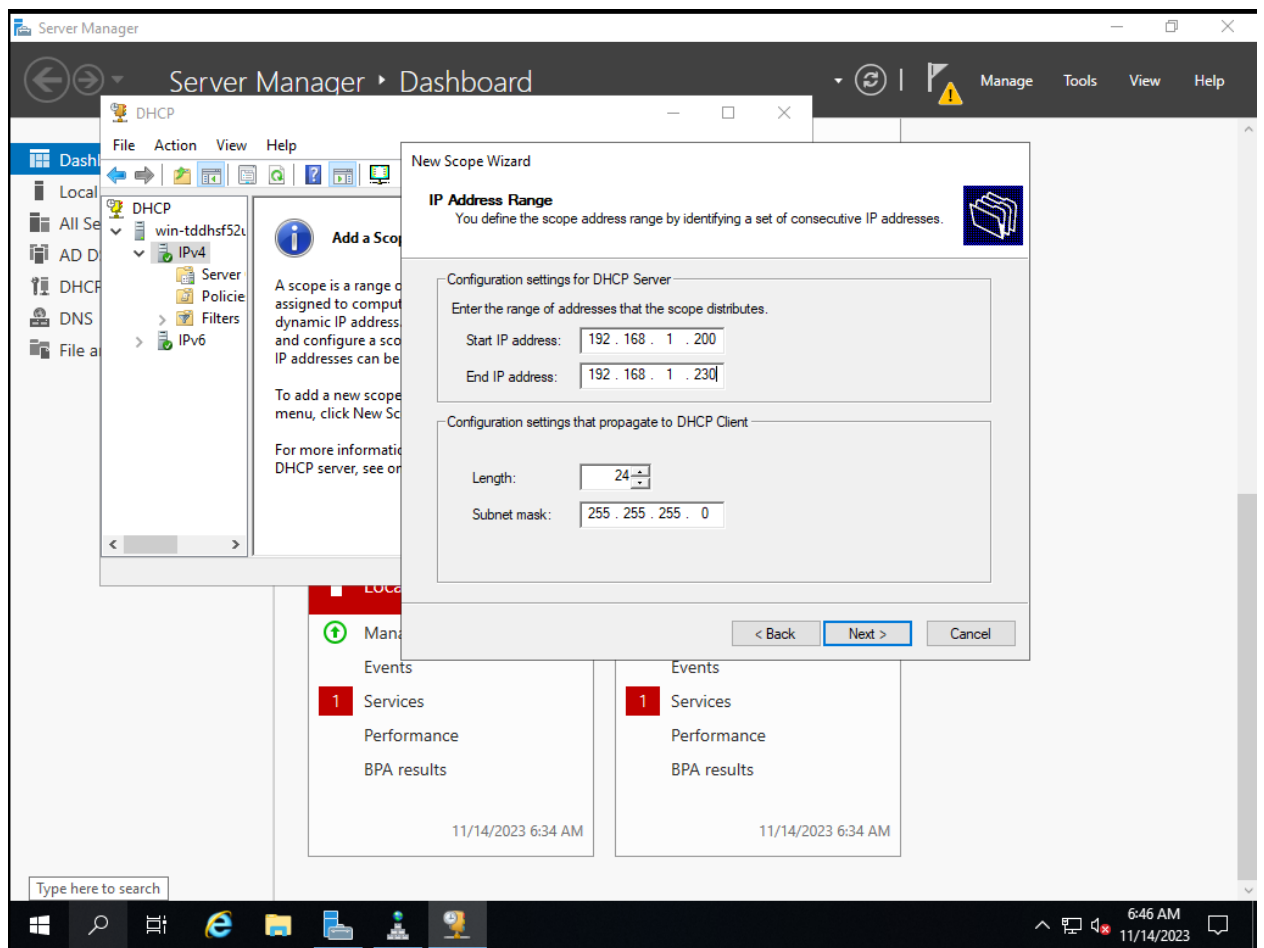 Server Manager
Server Manager • Dashboard
Manage Tools View Help
DHCP
File Action View Help
Dash
Local
All Se
AD D
DHCP
DNS
File a
DHCP
win-tddhsf52u
IPv4
Server
Policie
Filters
IPv6
Add a Scop
A scope is a range o
assigned to comput
dynamic IP address.
and configure a sco
IP addresses can be
To add a new scope
menu, click New Sc
For more informatio
DHCP server, see on
New Scope Wizard
IP Address Range
You define the scope address range by identifying a set of consecutive IP addresses.
Configuration settings for DHCP Server
Enter the range of addresses that the scope distributes.
Start IP address: 192 . 168 . 1 . 200
End IP address: 192 . 168 . 1 . 230
Configuration settings that propagate to DHCP Client
Length: 24
Subnet mask: 255 . 255 . 255 . 0
< Back Next > Cancel
Loca
Mana
Events
1 Services
Performance
BPA results
11/14/2023 6:34 AM
Events
1 Services
Performance
BPA results
11/14/2023 6:34 AM
Type here to search
6:46 AM
11/14/2023